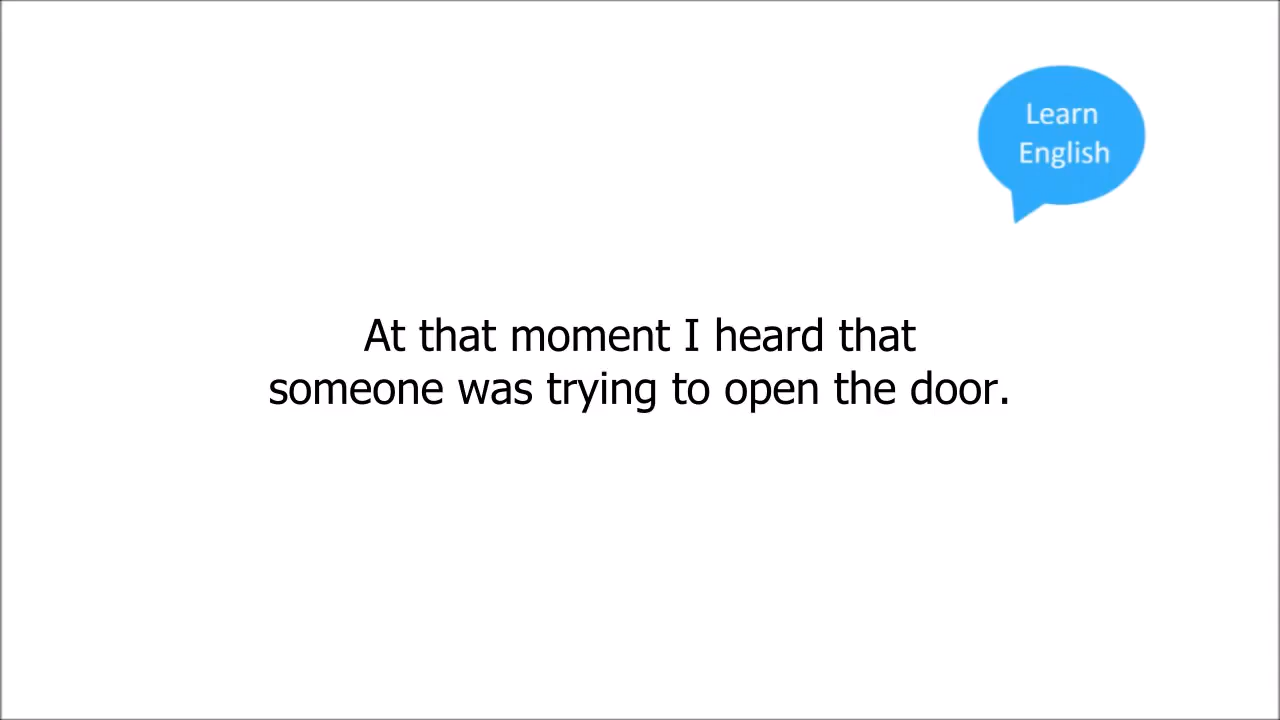 Learn
English
At that moment I heard that
someone was trying to open the door.